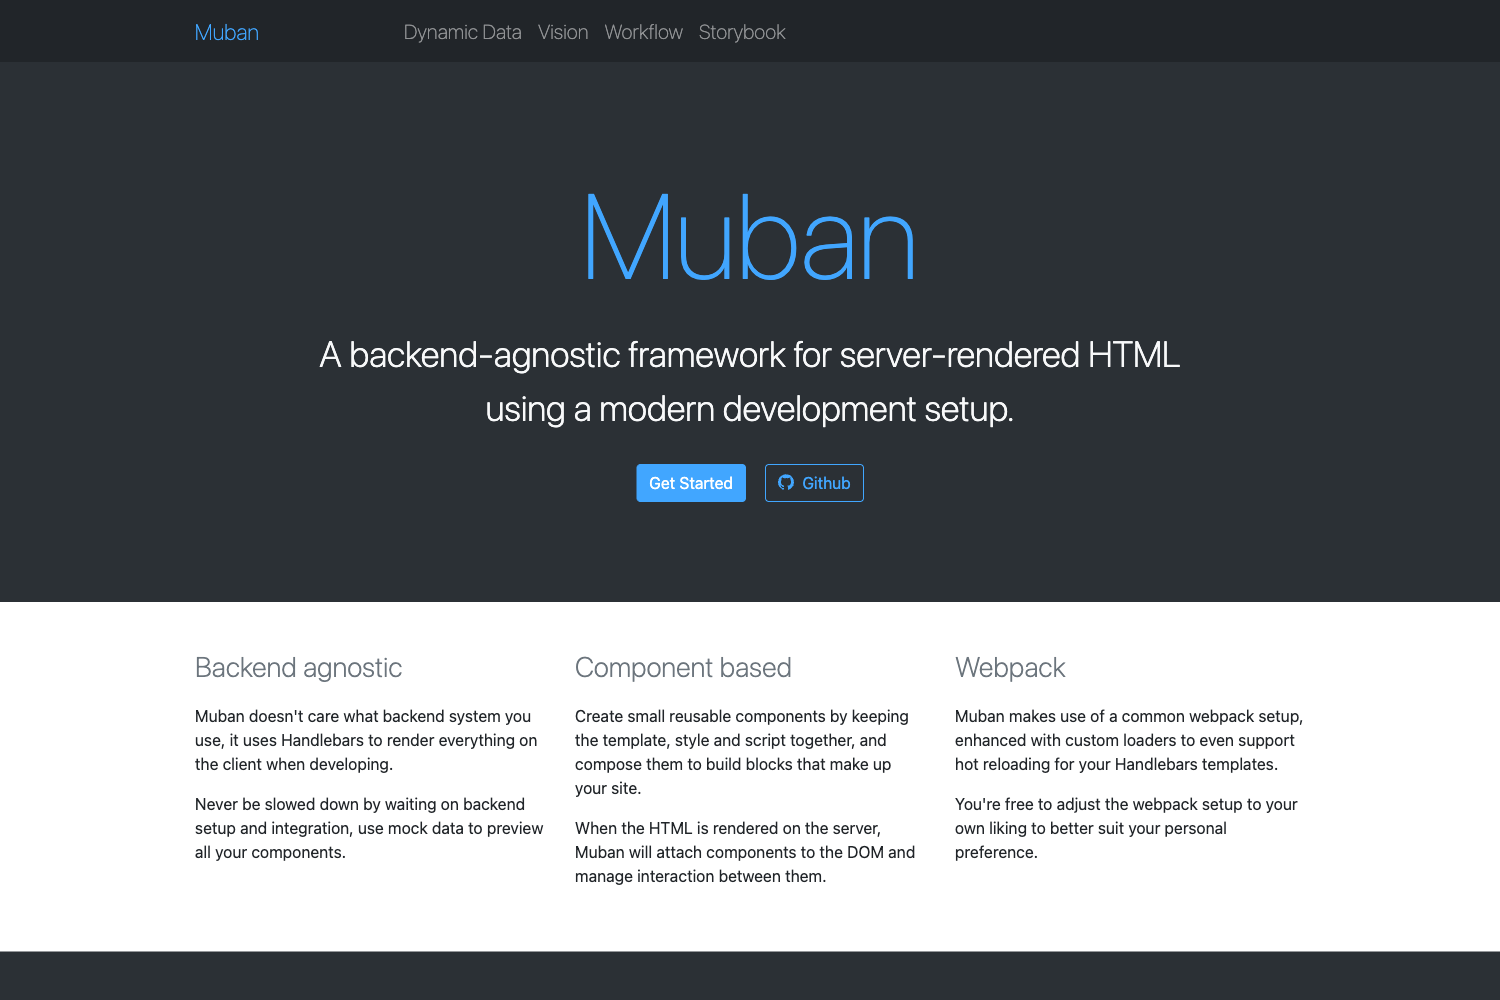 Muban
Dynamic Data
Vision
Workflow
Storybook
Muban
A backend-agnostic framework for server-rendered HTML
using a modern development setup.
Get Started
Github
Backend agnostic
Muban doesn't care what backend system you
use, it uses Handlebars to render everything on
the client when developing.
Never be slowed down by waiting on backend
setup and integration, use mock data to preview
all your components.
Component based
Create small reusable components by keeping
the template, style and script together, and
compose them to build blocks that make up
your site.
When the HTML is rendered on the server,
Muban will attach components to the DOM and
manage interaction between them.
Webpack
Muban makes use of a common webpack setup,
enhanced with custom loaders to even support
hot reloading for your Handlebars templates.
You're free to adjust the webpack setup to your
own liking to better suit your personal
preference.